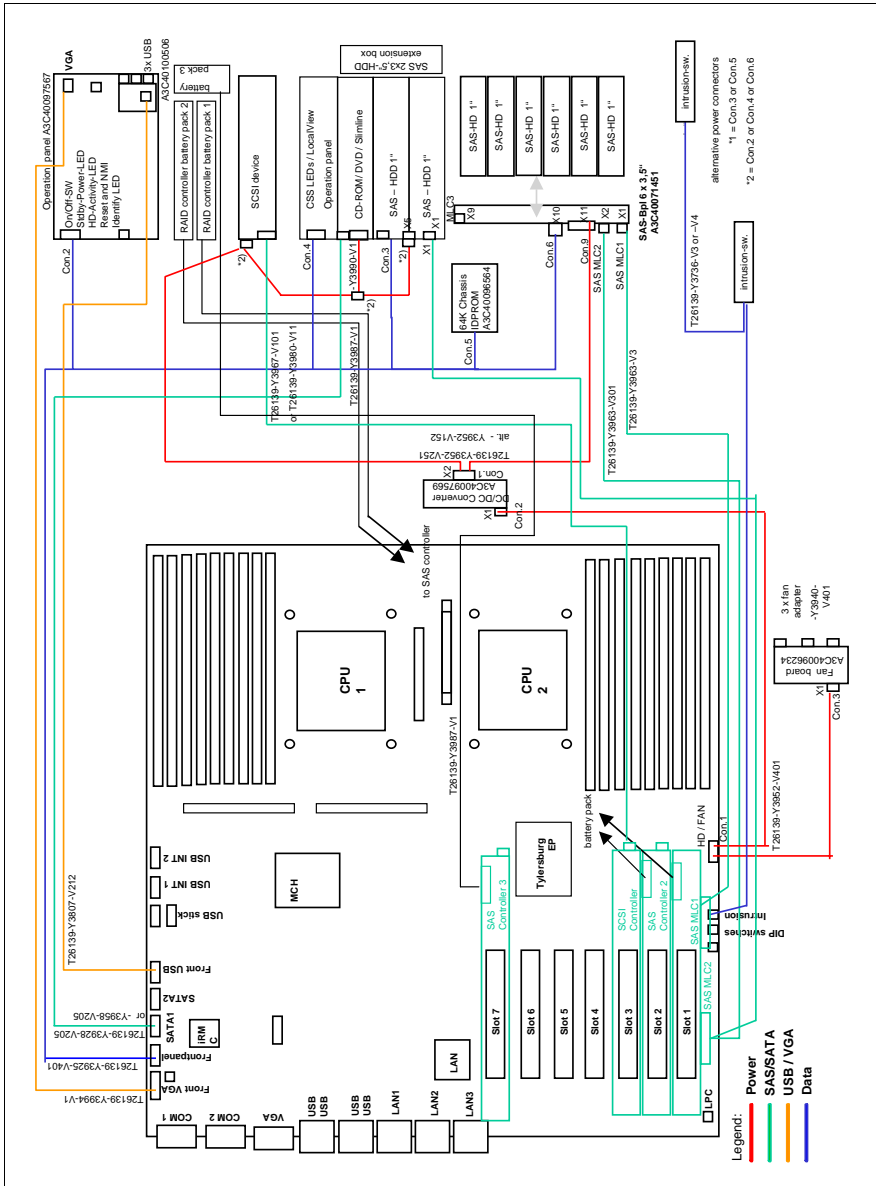 Operation panel A3C40097567
VGA
On/Off-SW
Stdby-Power-LED
HD-Activity-LED
Reset and NMI
Identify LED
3x USB
A3C40100506
Con.2
battery
pack 3
RAID controller battery pack 2
RAID controller battery pack 1
SCSI device
*2)
SAS 2x3,5"-HDD
extension box
CSS LEDs / LocalView
Operation panel
CD-ROM / DVD / Slimline
SAS – HDD 1"
SAS – HDD 1"
Con.4
-Y3990-V1
*2)
Con.3
X5
*2)
X1
X1
SAS-HD 1"
SAS-HD 1"
SAS-HD 1"
SAS-HD 1"
SAS-HD 1"
SAS-HD 1"
MLC3
X9
X10
X11
X2
X1
Con.6
Con.9
SAS MLC2
SAS MLC1
SAS-Bpl 6 x 3,5"
A3C40071451
64K Chassis
IDPROM
A3C40096564
Con.5
intrusion-sw.
intrusion-sw.
alternative power connectors
*1 = Con.3 or Con.5
*2 = Con.2 or Con.4 or Con.6
T26139-Y3736-V3 or –V4
T26139-Y3967-V101
or T26139-Y3980-V11
T26139-Y3987-V1
T26139-Y3963-V301
T26139-Y3963-V3
alt. - Y3952-V152
T26139-Y3952-V251
X2
Con.1
DC/DC Converter
A3C40097569
X1
Con.2
to SAS controller
CPU
1
CPU
2
T26139-Y3987-V1
3 x fan
adapter
-Y3940-
V401
Fan board
A3C40096234
X1
Con.3
T26139-Y3952-V401
battery pack
HD / FAN
Con.1
T26139-Y3807-V212
USB INT 2
USB INT 1
USB stick
Front USB
SATA2
SATA1
Frontpanel
Front VGA
T26139-Y3928-V205 or
-Y3958-V205
T26139-Y3925-V401
T26139-Y3994-V1
MCH
iRM
C
LAN
Tylersburg
EP
SAS
Controller 3
SCSI
Controller
SAS
Controller 2
SAS MLC1
SAS MLC2
Intrusion
DIP switches
Slot 7
Slot 6
Slot 5
Slot 4
Slot 3
Slot 2
Slot 1
LPC
COM 1
COM 2
VGA
USB
USB
USB
USB
LAN1
LAN2
LAN3
Legend:
Power
SAS/SATA
USB / VGA
Data